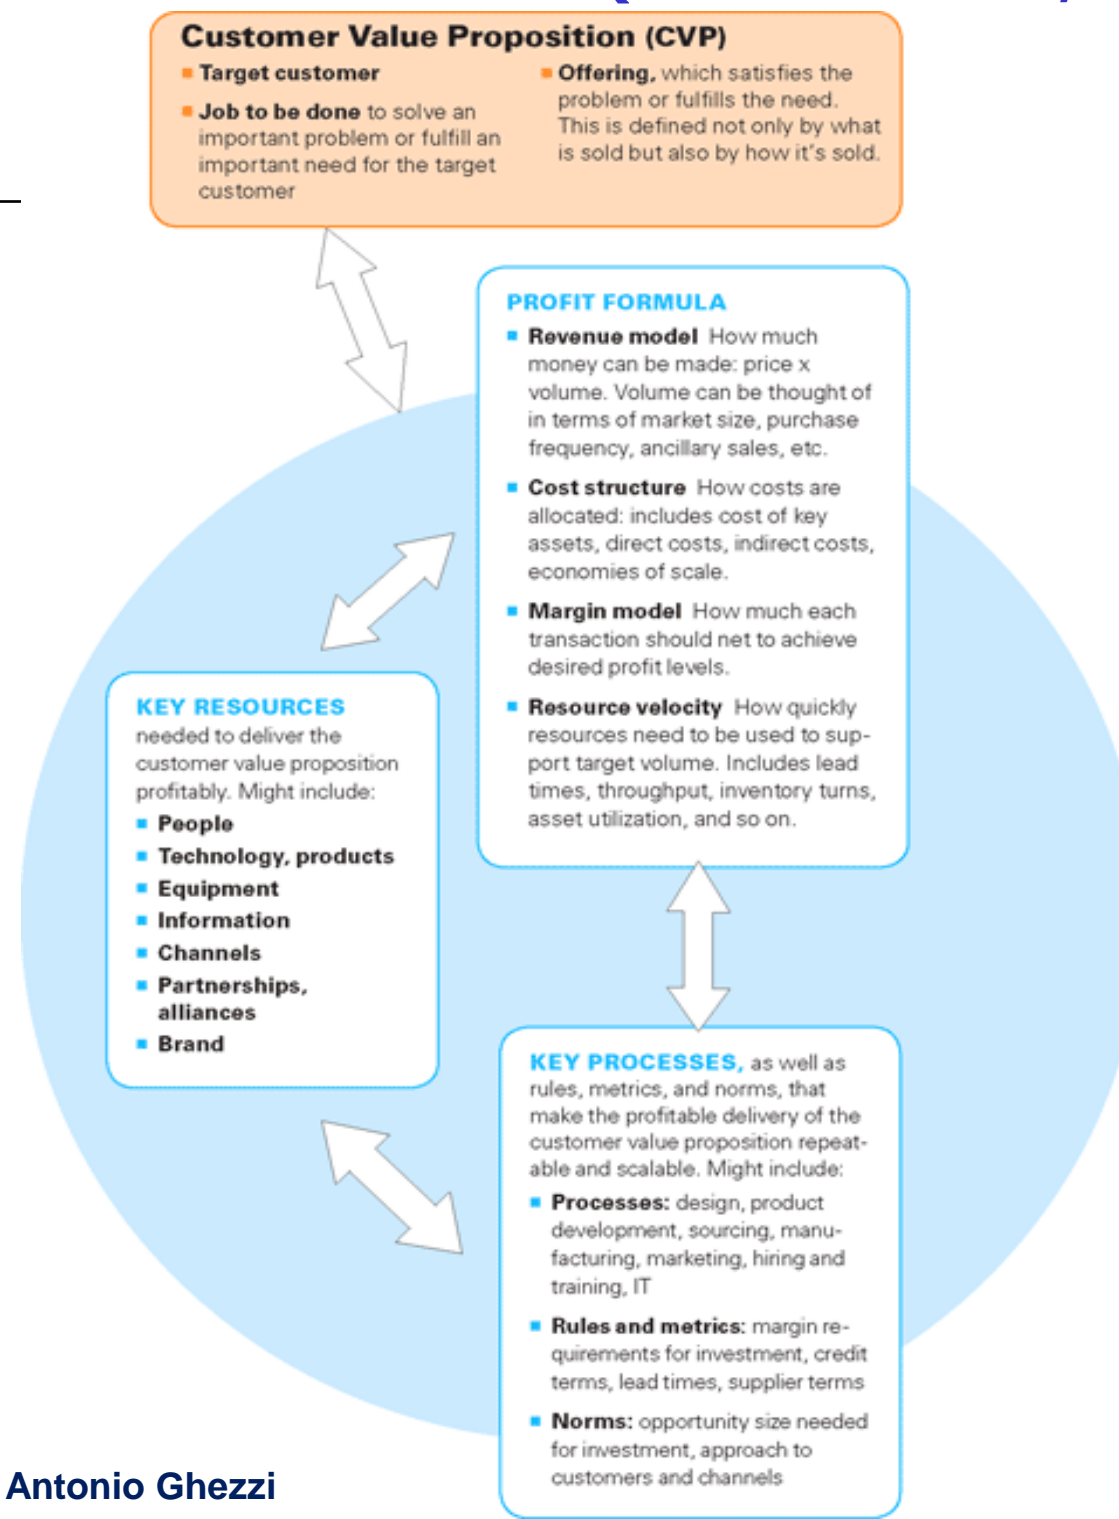 Customer Value Proposition (CVP)
▪ Target customer
▪ Job to be done to solve an
important problem or fulfill an
important need for the target
customer
▪ Offering, which satisfies the
problem or fulfills the need.
This is defined not only by what
is sold but also by how it's sold.
PROFIT FORMULA
▪ Revenue model How much
money can be made: price x
volume. Volume can be thought of
in terms of market size, purchase
frequency, ancillary sales, etc.
▪ Cost structure How costs are
allocated: includes cost of key
assets, direct costs, indirect costs,
economies of scale.
▪ Margin model How much each
transaction should net to achieve
desired profit levels.
▪ Resource velocity How quickly
resources need to be used to sup-
port target volume. Includes lead
times, throughput, inventory turns,
asset utilization, and so on.
KEY RESOURCES
needed to deliver the
customer value proposition
profitably. Might include:
▪ People
▪ Technology, products
▪ Equipment
▪ Information
▪ Channels
▪ Partnerships,
alliances
▪ Brand
KEY PROCESSES, as well as
rules, metrics, and norms, that
make the profitable delivery of the
customer value proposition repeat-
able and scalable. Might include:
▪ Processes: design, product
development, sourcing, manu-
facturing, marketing, hiring and
training, IT
▪ Rules and metrics: margin re-
quirements for investment, credit
terms, lead times, supplier terms
▪ Norms: opportunity size needed
for investment, approach to
customers and channels
Antonio Ghezzi